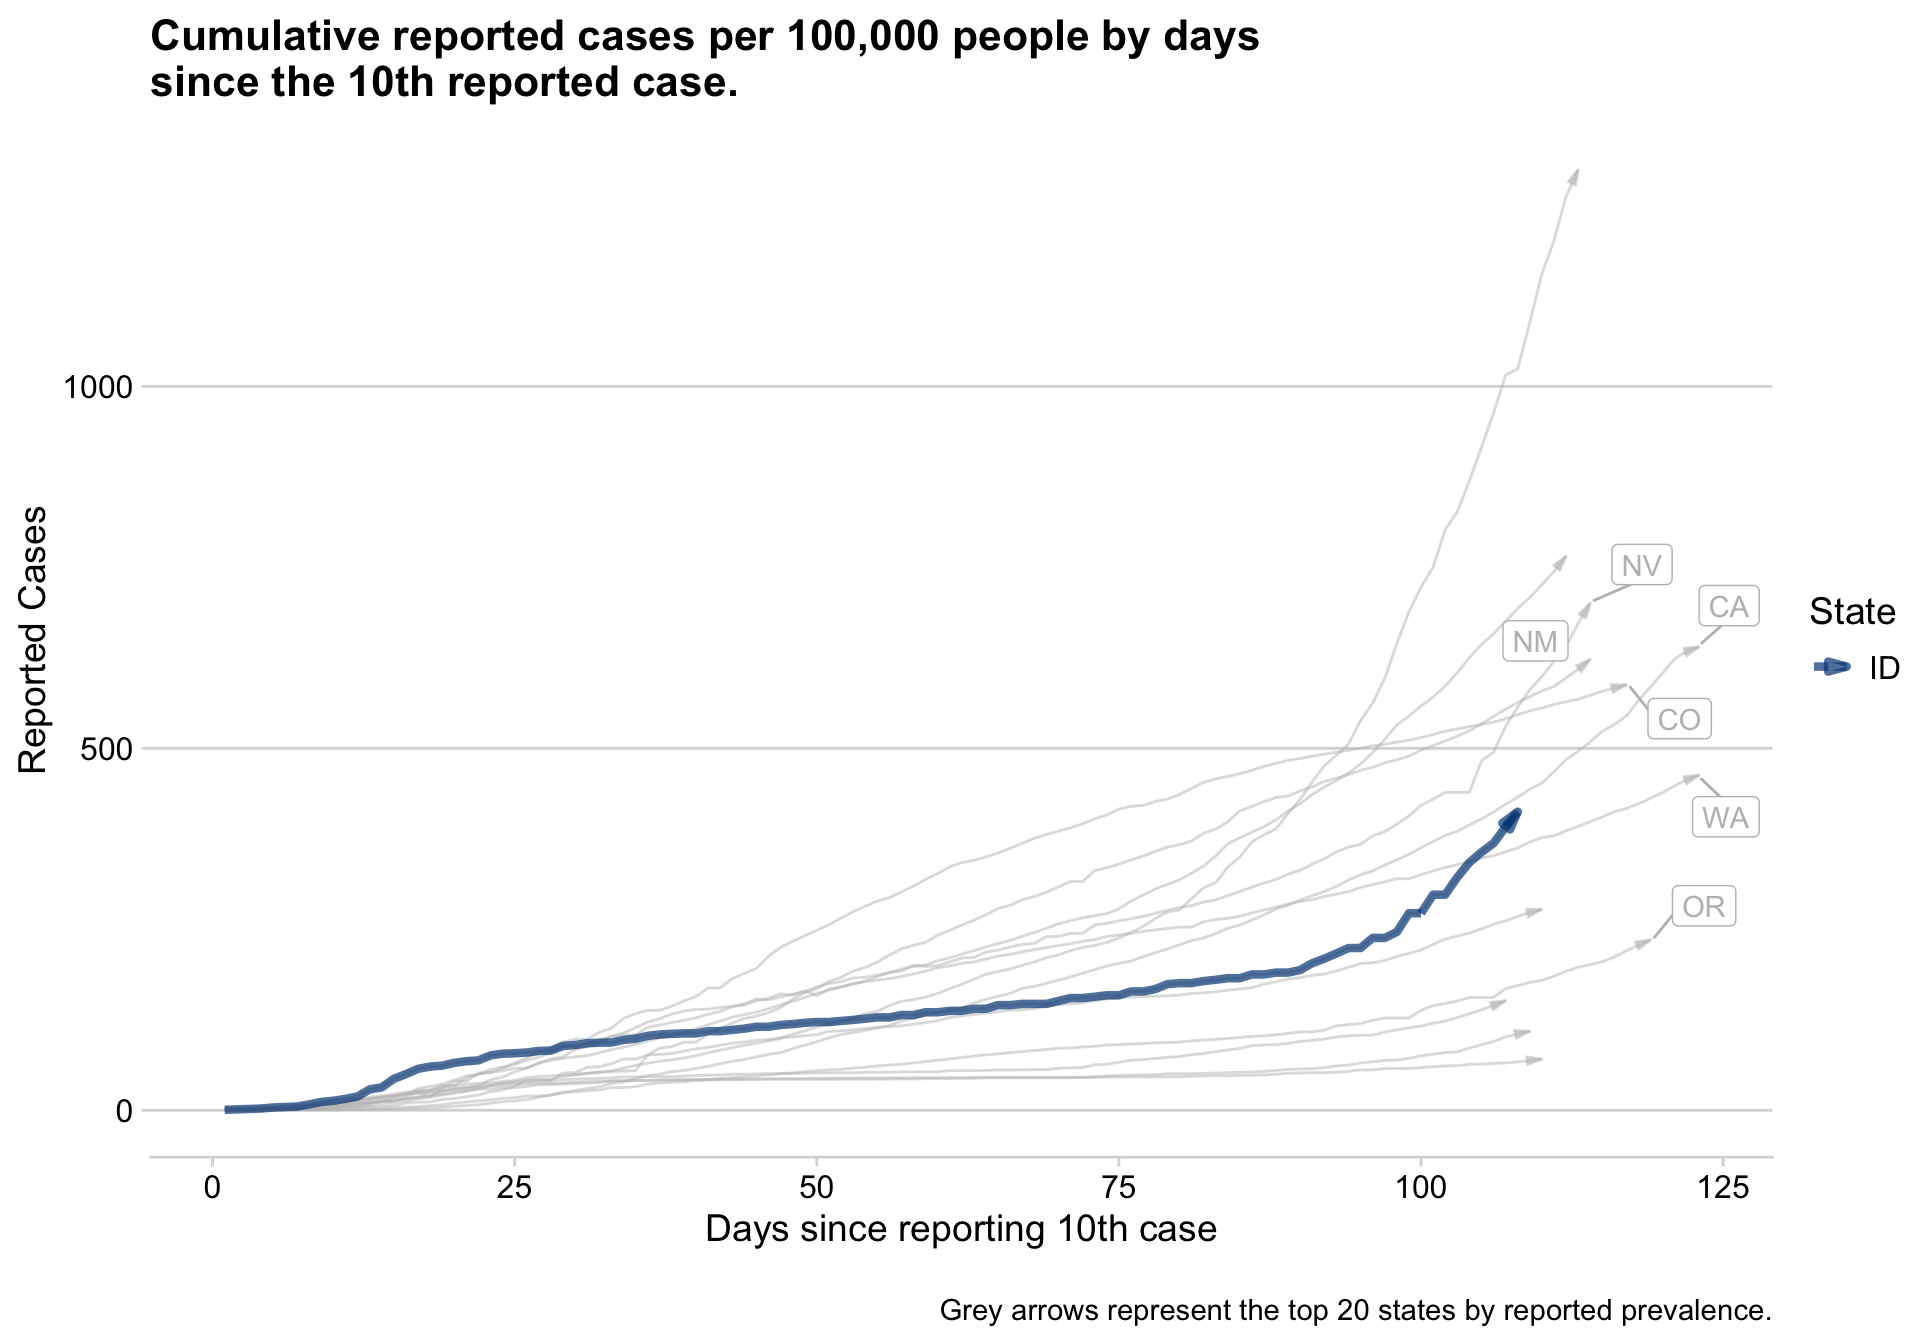 Cumulative reported cases per 100,000 people by days
since the 10th reported case.
1000
500
0
Reported Cases
NV
CA
NM
CO
WA
OR
State
ID
0
25
50
75
100
125
Days since reporting 10th case
Grey arrows represent the top 20 states by reported prevalence.